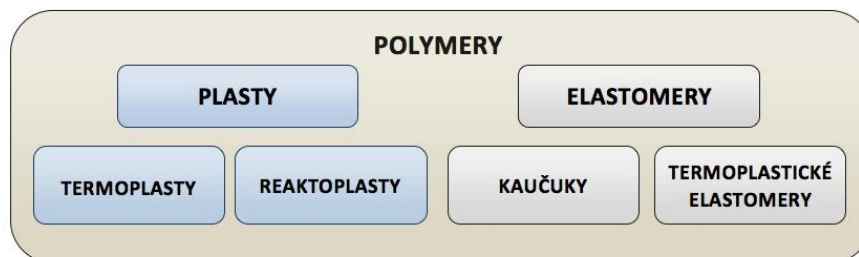 POLYMERY
PLASTY
ELASTOMERY
TERMOPLASTY
REAKTOPLASTY
KAUČUKY
TERMOPLASTICKÉ
ELASTOMERY